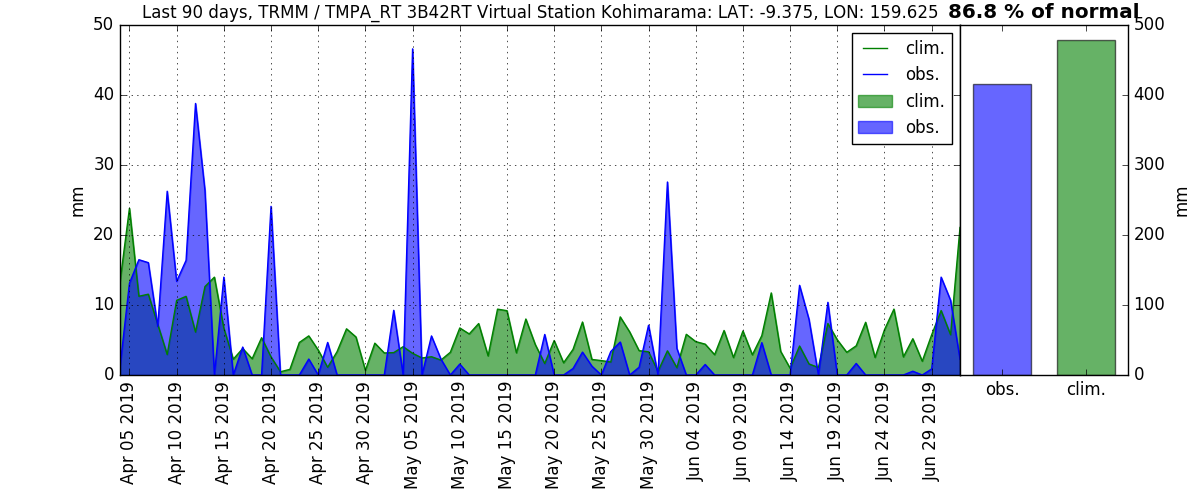 Last 90 days, TRMM / TMPA_RT 3B42RT Virtual Station Kohimarama: LAT: -9.375, LON: 159.625 86.8 % of normal
50
40
30
20
10
0
mm
clim.
obs.
clim.
obs.
500
400
300
200
100
0
mm
Apr 05 2019
Apr 10 2019
Apr 15 2019
Apr 20 2019
Apr 25 2019
Apr 30 2019
May 05 2019
May 10 2019
May 15 2019
May 20 2019
May 25 2019
May 30 2019
Jun 04 2019
Jun 09 2019
Jun 14 2019
Jun 19 2019
Jun 24 2019
Jun 29 2019
obs. clim.